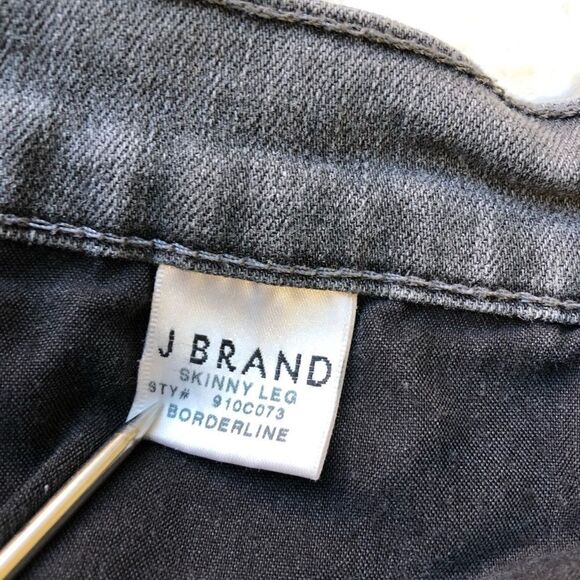 J BRAND
SKINNY LEG
STY# 910C073
BORDERLINE